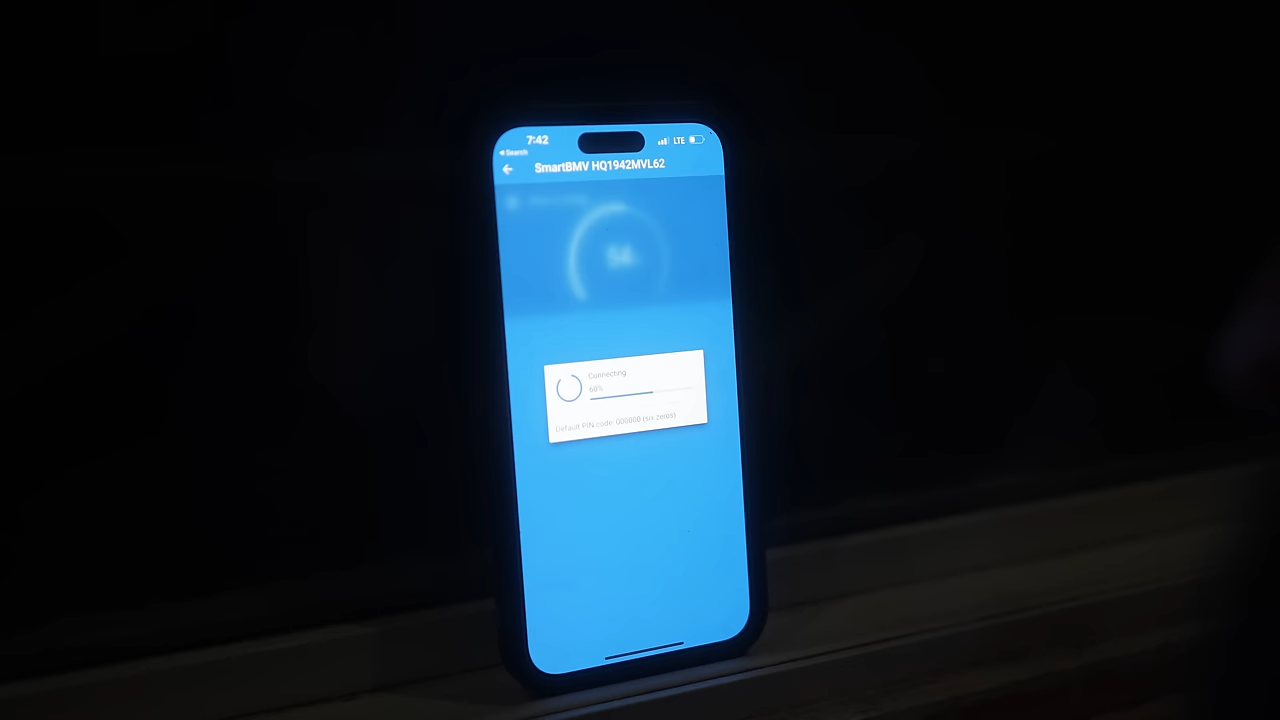 7:42
LTE
◀ Search
← SmartBMV HQ1942MVL62
Connecting
60%
Default PIN code: 000000 (six zeros)